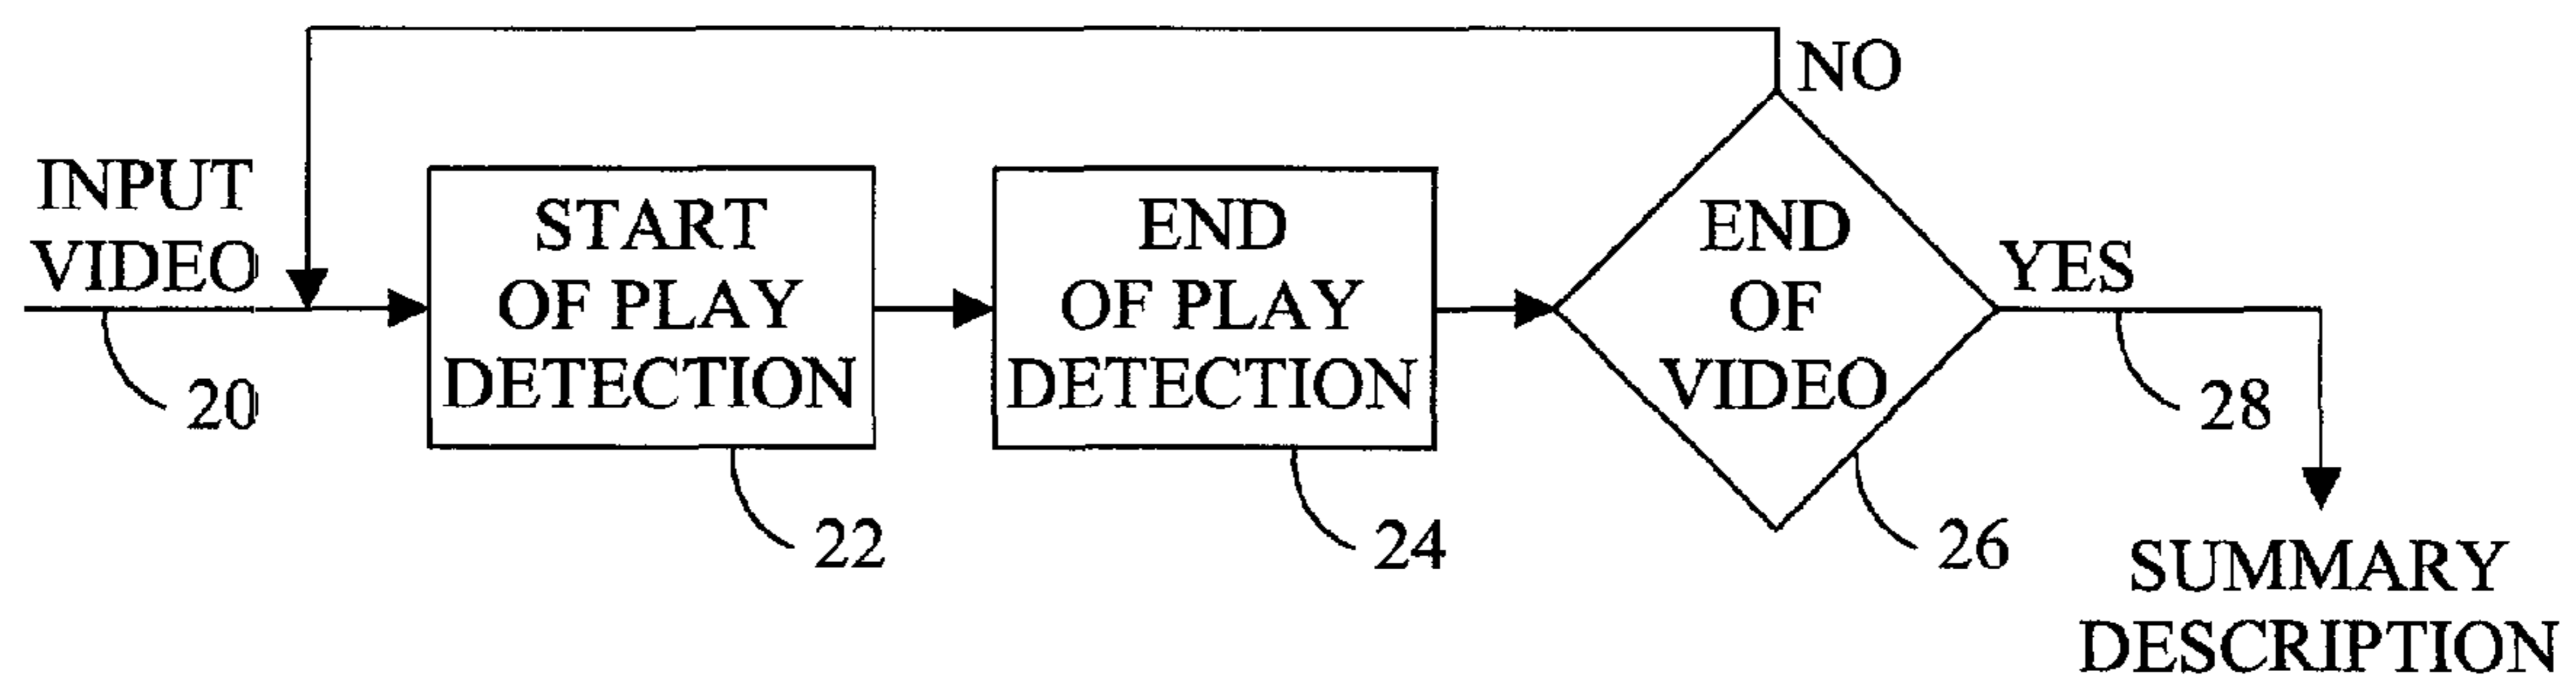 NO
INPUT
VIDEO
START
OF PLAY
DETECTION
END
OF PLAY
DETECTION
END
OF
VIDEO
YES
20
22
24
26
28
SUMMARY
DESCRIPTION